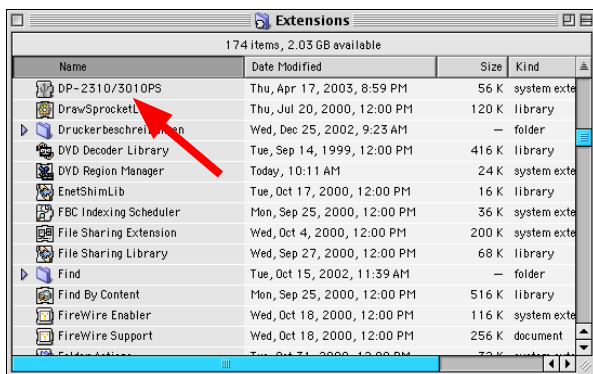 Extensions
174 items, 2.03 GB available
Name Date Modified Size Kind
DP-2310/3010PS Thu, Apr 17, 2003, 8:59 PM 56 K system exte
DrawSprocketL Thu, Jul 20, 2000, 12:00 PM 120 K library
Druckerbeschreibungen Wed, Dec 25, 2002, 9:23 AM – folder
DVD Decoder Library Tue, Sep 14, 1999, 12:00 PM 416 K library
DVD Region Manager Today, 10:11 AM 24 K system exte
EnetShimLib Tue, Oct 17, 2000, 12:00 PM 16 K library
FBC Indexing Scheduler Mon, Sep 25, 2000, 12:00 PM 36 K system exte
File Sharing Extension Wed, Oct 4, 2000, 12:00 PM 200 K system exte
File Sharing Library Wed, Sep 27, 2000, 12:00 PM 68 K library
Find Tue, Oct 15, 2002, 11:39 AM – folder
Find By Content Mon, Sep 25, 2000, 12:00 PM 516 K library
FireWire Enabler Wed, Oct 18, 2000, 12:00 PM 116 K system exte
FireWire Support Wed, Oct 18, 2000, 12:00 PM 256 K document